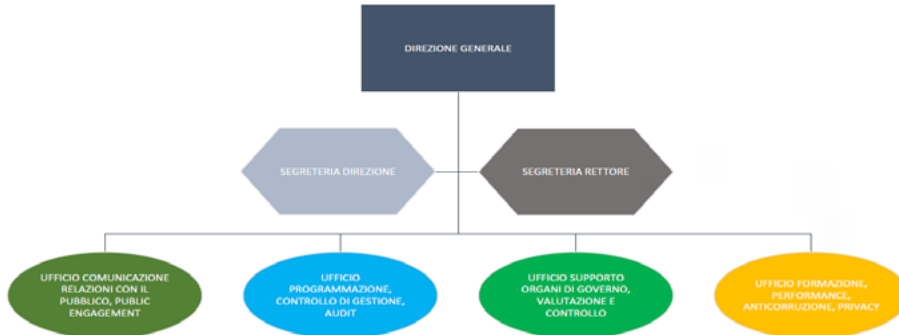 DIREZIONE GENERALE
SEGRETERIA DIREZIONE
SEGRETERIA RETTORE
UFFICIO COMUNICAZIONE
RELAZIONI CON IL
PUBBLICO, PUBLIC
ENGAGEMENT
UFFICIO
PROGRAMMAZIONE,
CONTROLLO DI GESTIONE,
AUDIT
UFFICIO SUPPORTO
ORGANI DI GOVERNO,
VALUTAZIONE E
CONTROLLO
UFFICIO FORMAZIONE,
PERFORMANCE,
ANTICORRUZIONE, PRIVACY